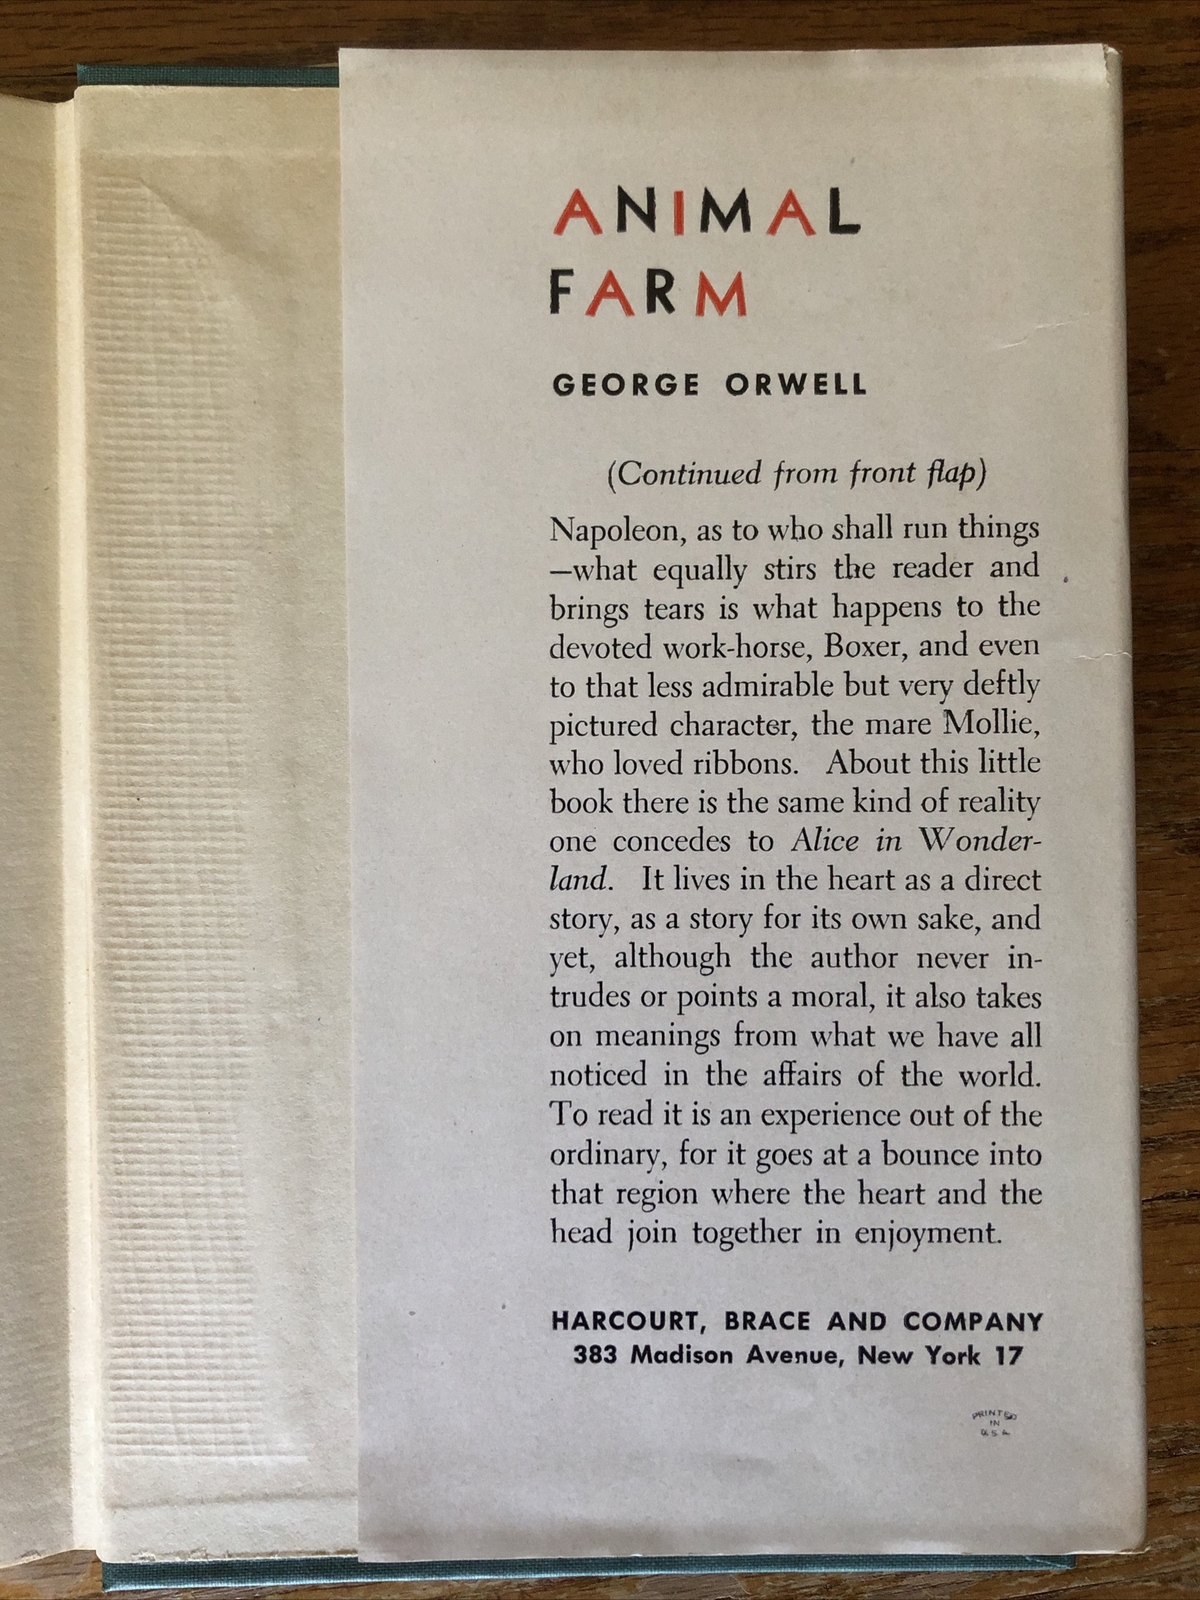 ANIMAL
FARM
GEORGE ORWELL
(Continued from front flap)
Napoleon, as to who shall run things
—what equally stirs the reader and
brings tears is what happens to the
devoted work-horse, Boxer, and even
to that less admirable but very deftly
pictured character, the mare Mollie,
who loved ribbons. About this little
book there is the same kind of reality
one concedes to Alice in Wonder-
land. It lives in the heart as a direct
story, as a story for its own sake, and
yet, although the author never in-
trudes or points a moral, it also takes
on meanings from what we have all
noticed in the affairs of the world.
To read it is an experience out of the
ordinary, for it goes at a bounce into
that region where the heart and the
head join together in enjoyment.
HARCOURT, BRACE AND COMPANY
383 Madison Avenue, New York 17
PRINTED
IN
U.S.A.